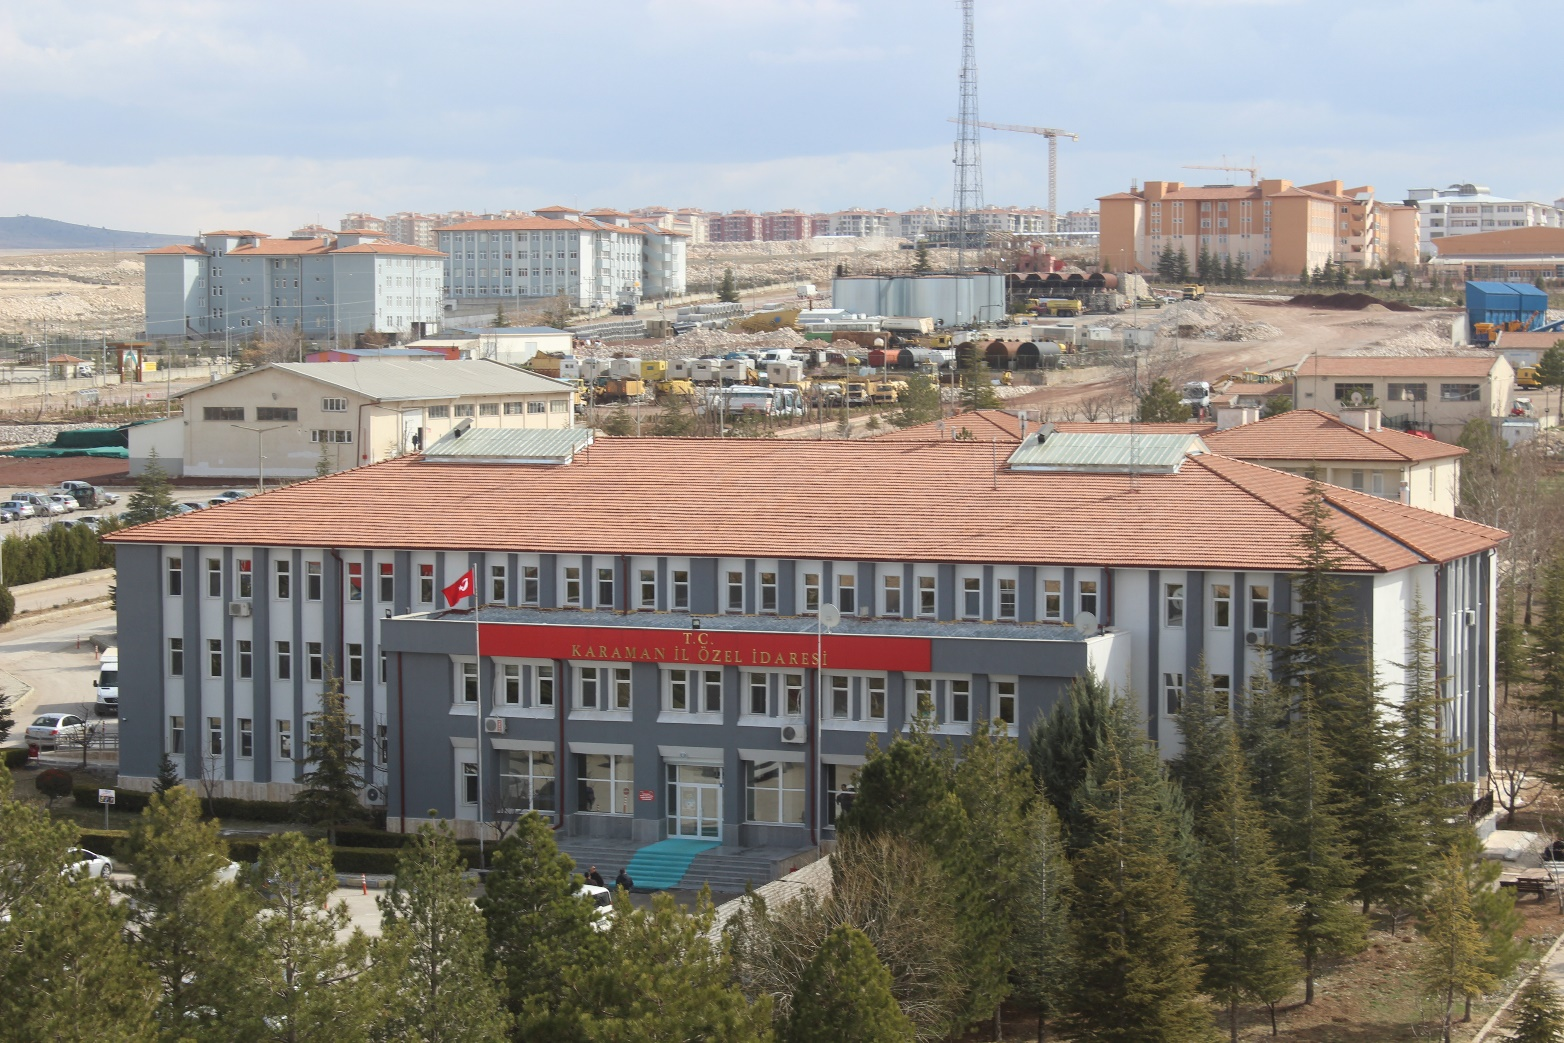 T.C.
KARAMAN İL ÖZEL İDARESİ